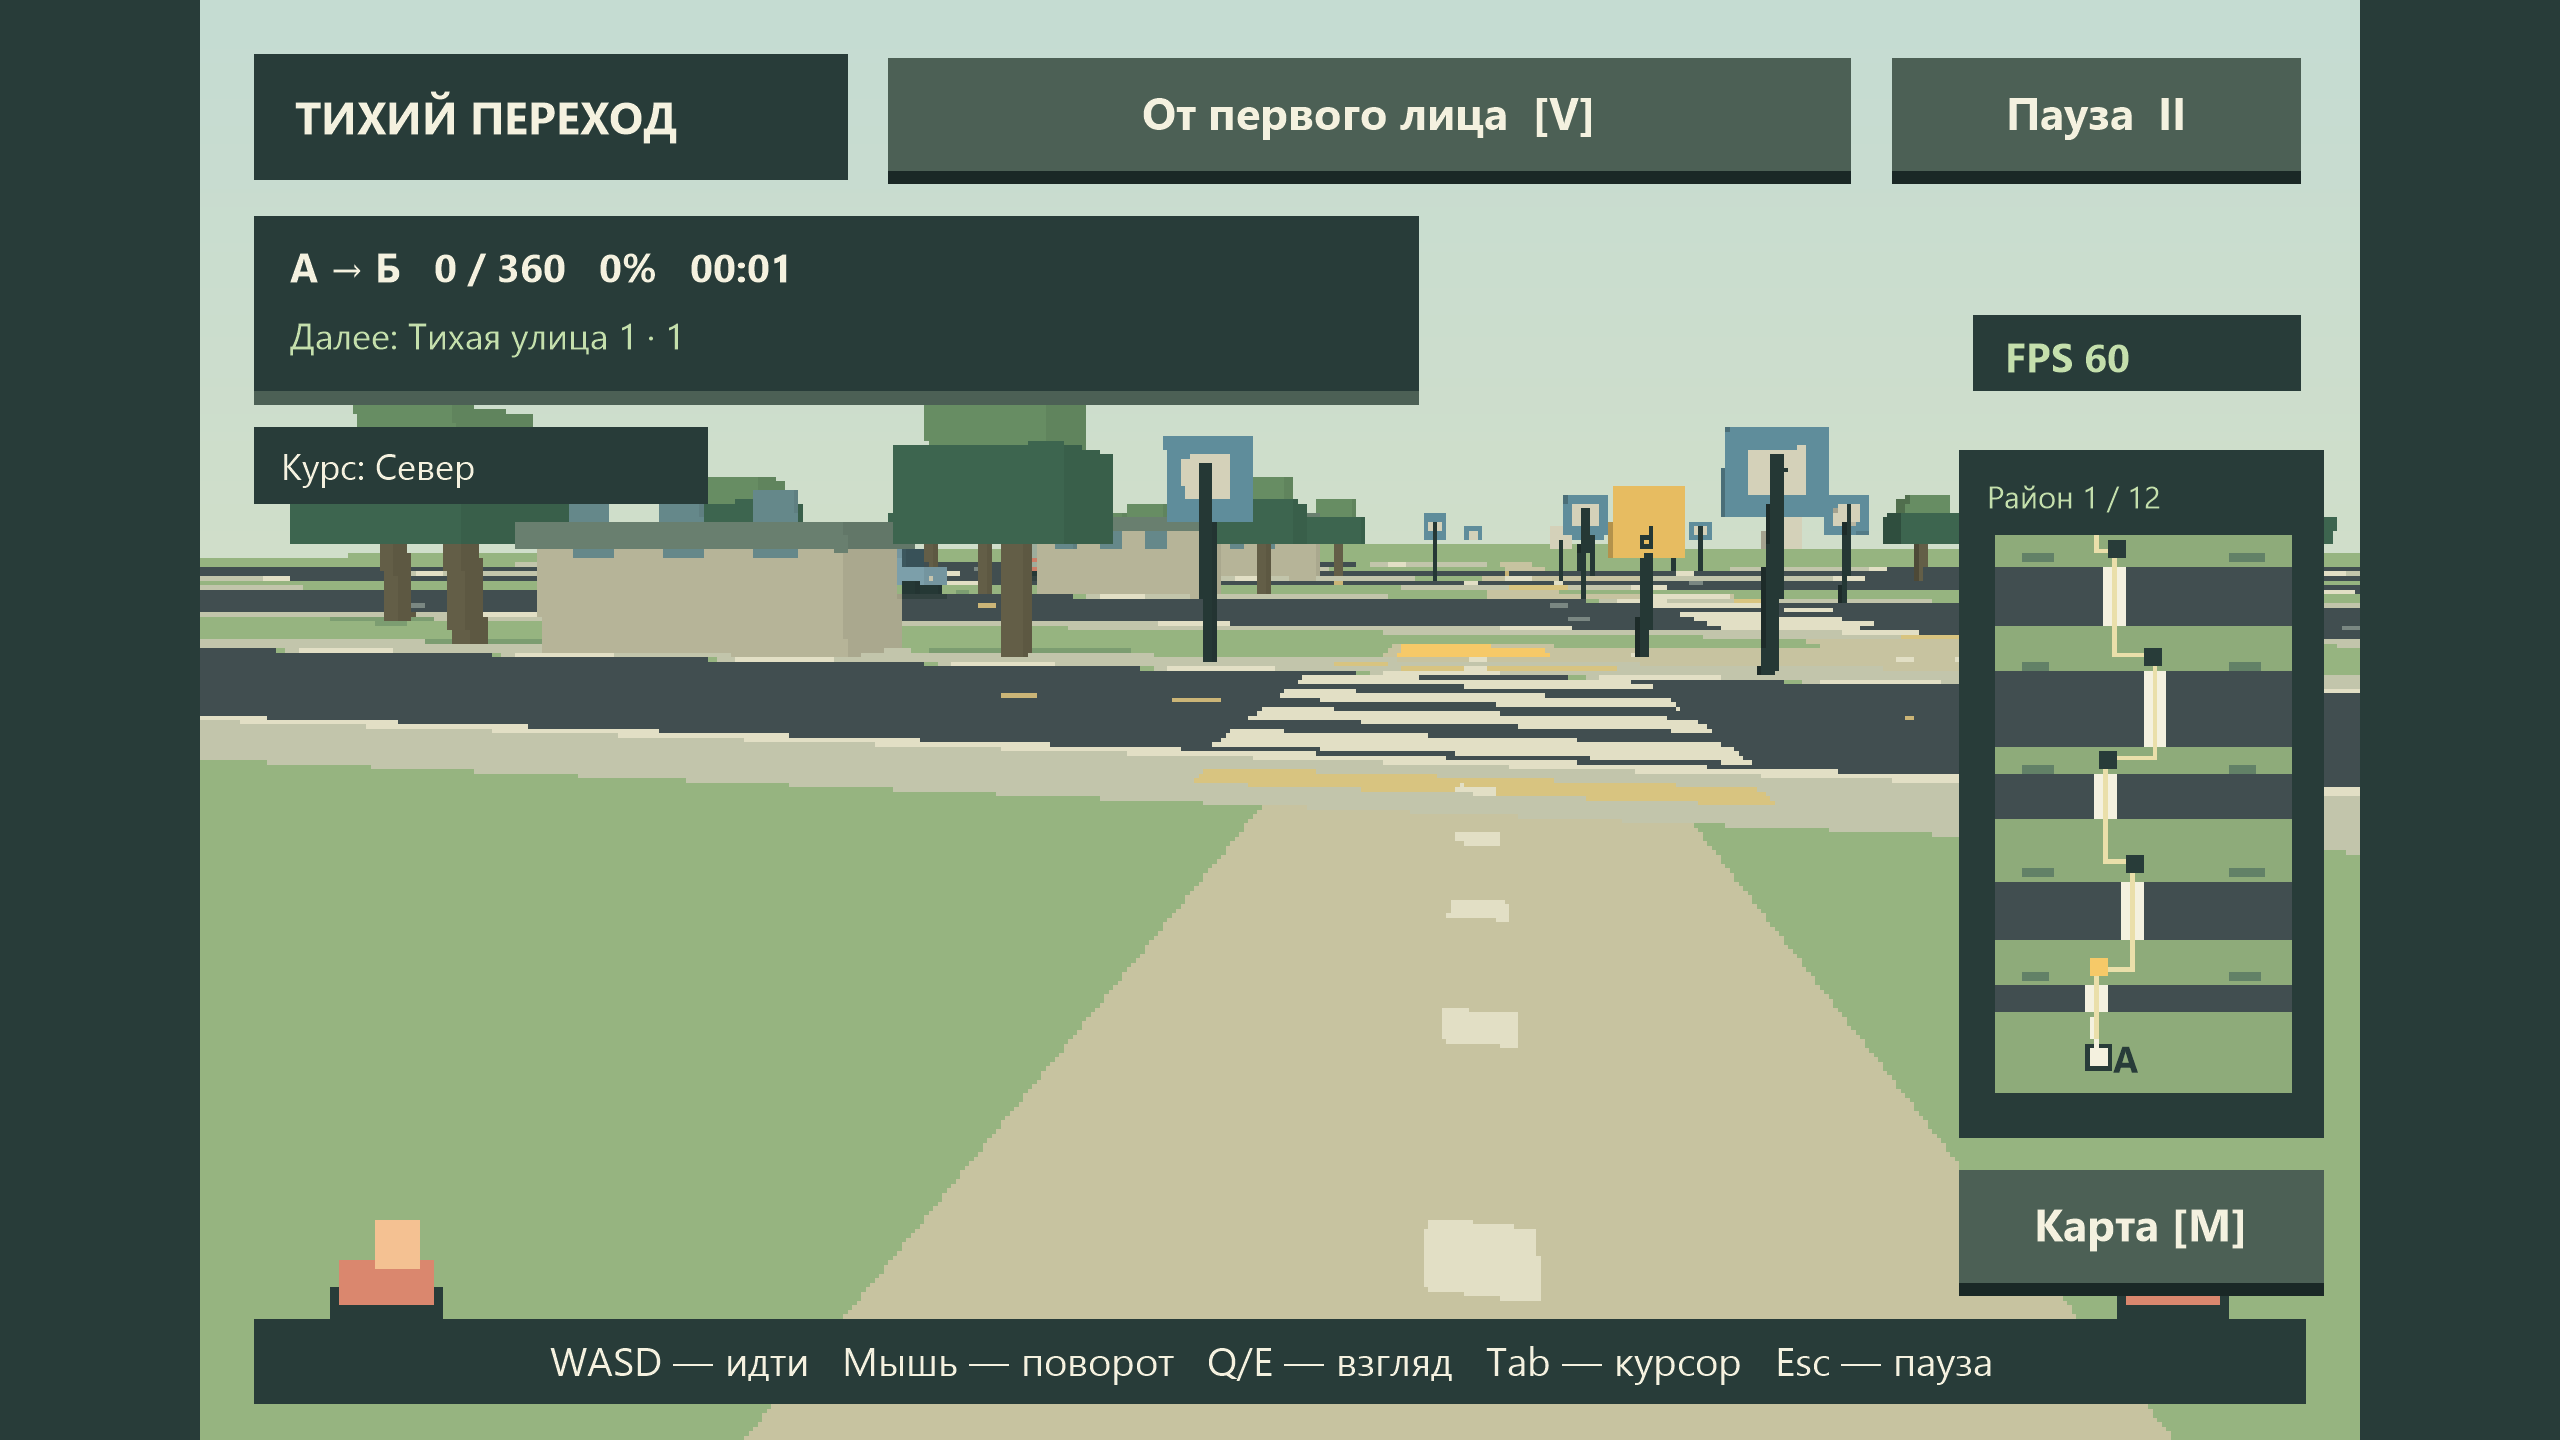 ТИХИЙ ПЕРЕХОД
От первого лица [V]
Пауза II
А → Б 0 / 360 0% 00:01
Далее: Тихая улица 1 · 1
FPS 60
Курс: Север
Район 1 / 12
А
Карта [M]
WASD — идти Мышь — поворот Q/E — взгляд Tab — курсор Esc — пауза